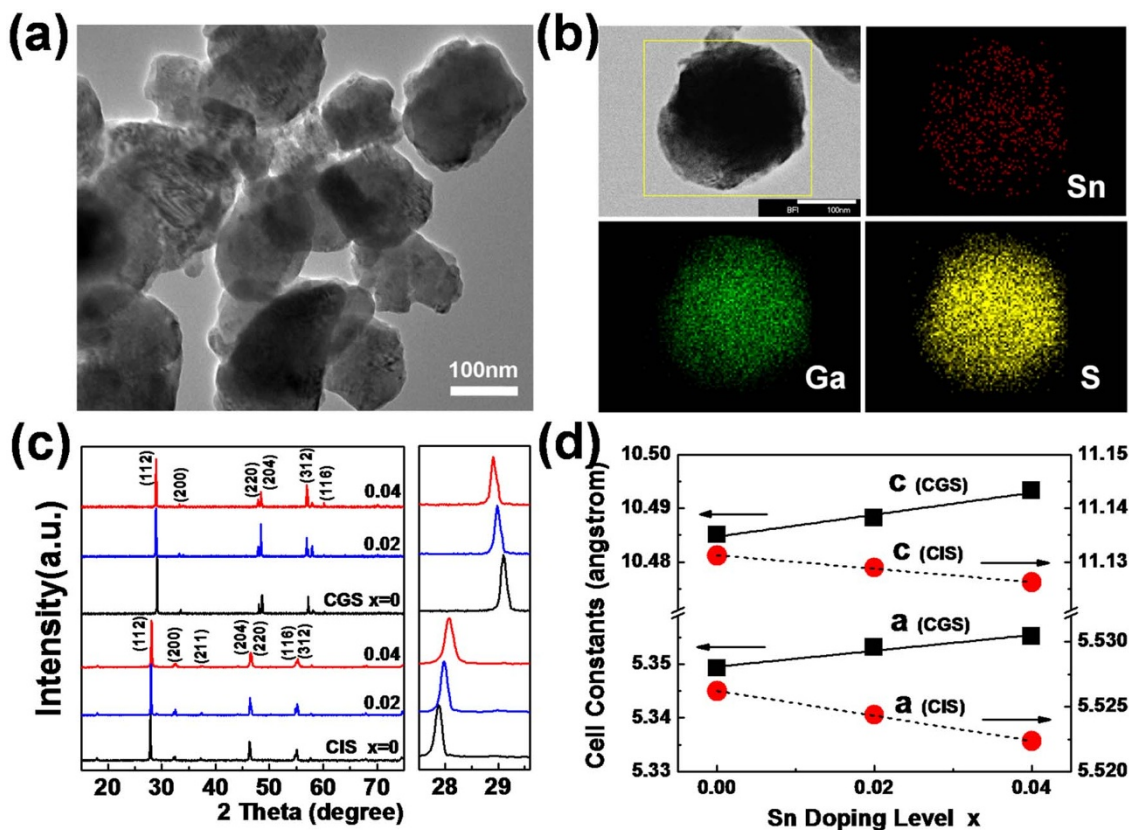 (a)
100nm
(b)
BFI
100nm
Sn
Ga
S
(c)
Intensity(a.u.)
(112)
(200)
(220)
(204)
(312)
(116)
0.04
0.02
CGS x=0
(112)
(200)
(211)
(204)
(220)
(116)
(312)
0.04
0.02
CIS x=0
20 30 40 50 60 70
28 29
2 Theta (degree)
(d)
Cell Constants (angstrom)
10.50
10.49
10.48
5.35
5.34
5.33
11.15
11.14
11.13
5.530
5.525
5.520
c (CGS)
c (CIS)
a (CGS)
a (CIS)
0.00 0.02 0.04
Sn Doping Level x